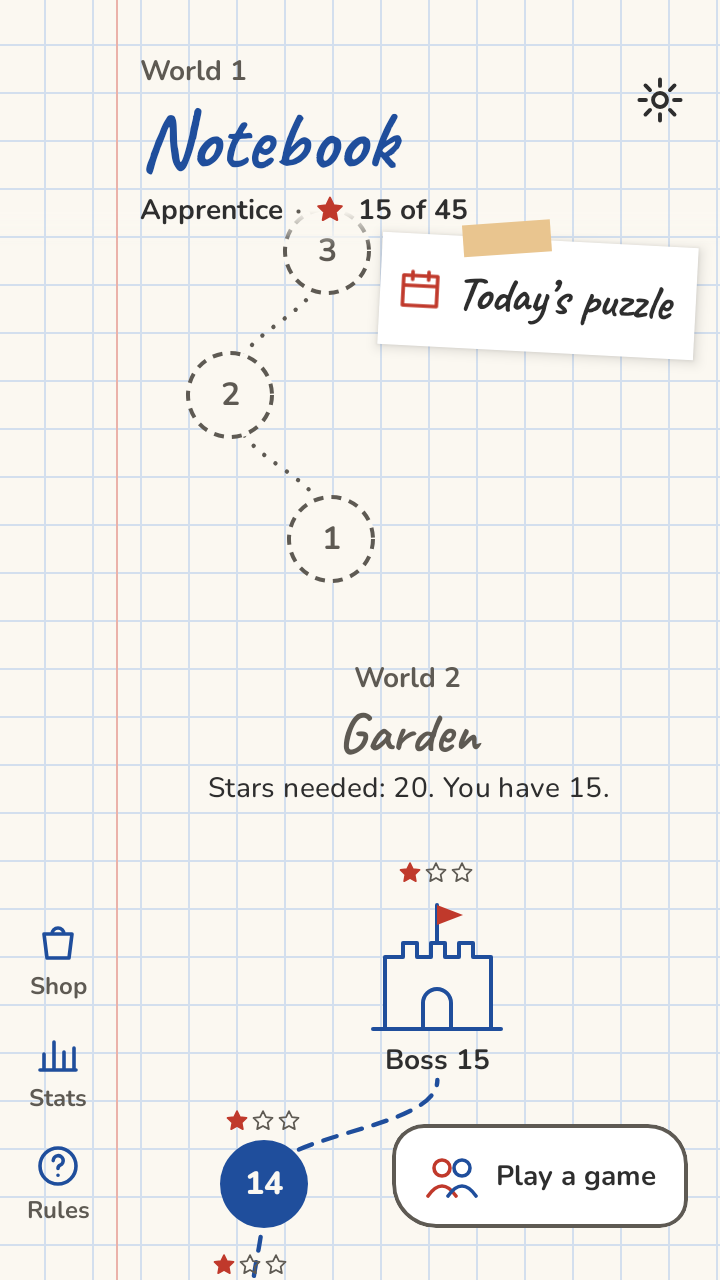 World 1
Notebook
Apprentice · 15 of 45
3
Today's puzzle
2
1
World 2
Garden
Stars needed: 20. You have 15.
Shop
Boss 15
Stats
14
Play a game
Rules